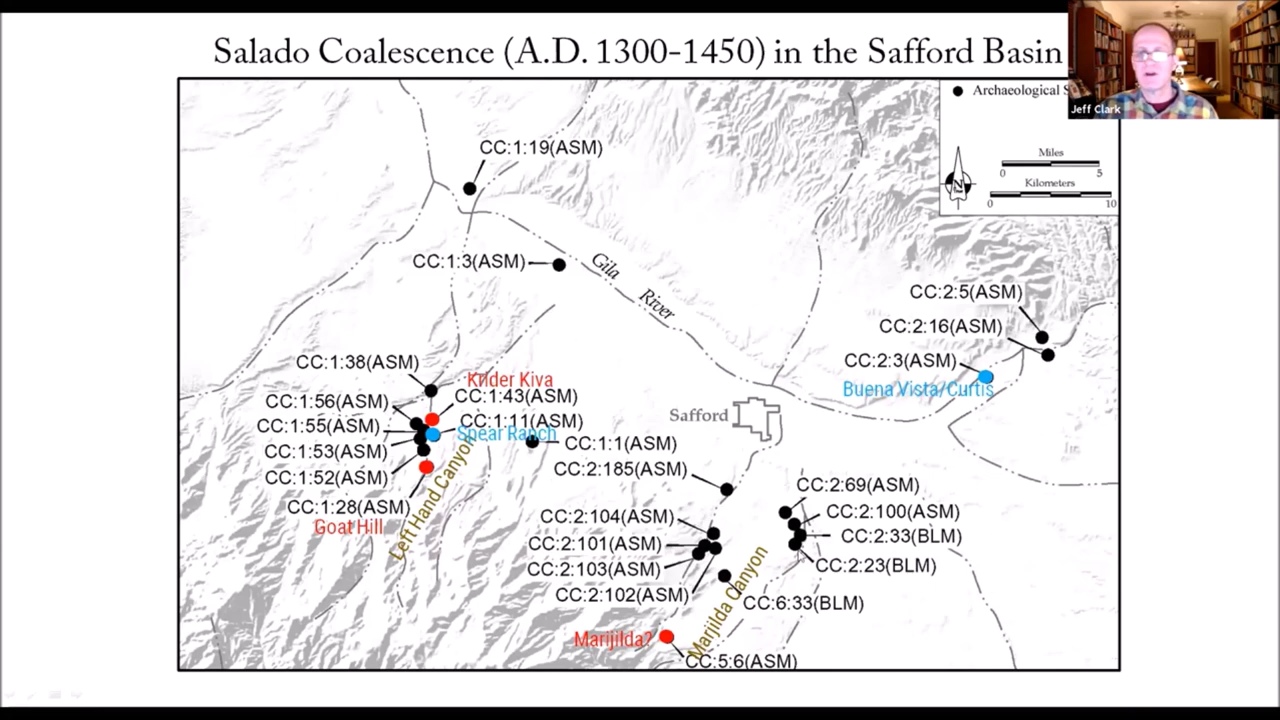 Salado Coalescence (A.D. 1300-1450) in the Safford Basin
Jeff Clark
Archaeological S
Miles
0 5
Kilometers
0 10
CC:1:19(ASM)
CC:1:3(ASM)
Gila
River
CC:2:5(ASM)
CC:2:16(ASM)
CC:2:3(ASM)
Buena Vista/Curtis
CC:1:38(ASM)
Krider Kiva
CC:1:43(ASM)
CC:1:56(ASM)
CC:1:11(ASM)
CC:1:55(ASM)
Spear Ranch
CC:1:53(ASM)
CC:1:1(ASM)
CC:1:52(ASM)
CC:1:28(ASM)
Goat Hill
Left Hand Canyon
Safford
CC:2:185(ASM)
CC:2:69(ASM)
CC:2:104(ASM)
CC:2:100(ASM)
CC:2:101(ASM)
CC:2:33(BLM)
CC:2:103(ASM)
CC:2:23(BLM)
CC:2:102(ASM)
CC:6:33(BLM)
Marjilda Canyon
Marijilda?
CC:5:6(ASM)
N